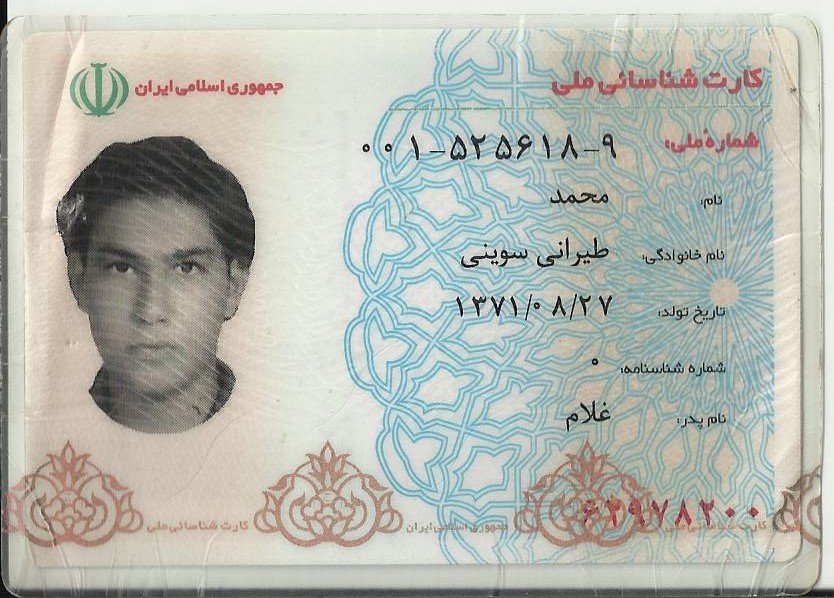 کارت شناسائی ملی
جمهوری اسلامی ایران
شمارهٔ ملی: ۰۰۱-۵۲۵۶۱۸-۹
نام: محمد
نام خانوادگی: طیرانی سوینی
تاریخ تولد: ۱۳۷۱/۰۸/۲۷
شماره شناسنامه: ۰
نام پدر: غلام
۶۲۹۷۸۲۰۰
کارت شناسائی ملی جمهوری اسلامی ایران کارت شناسائی ملی